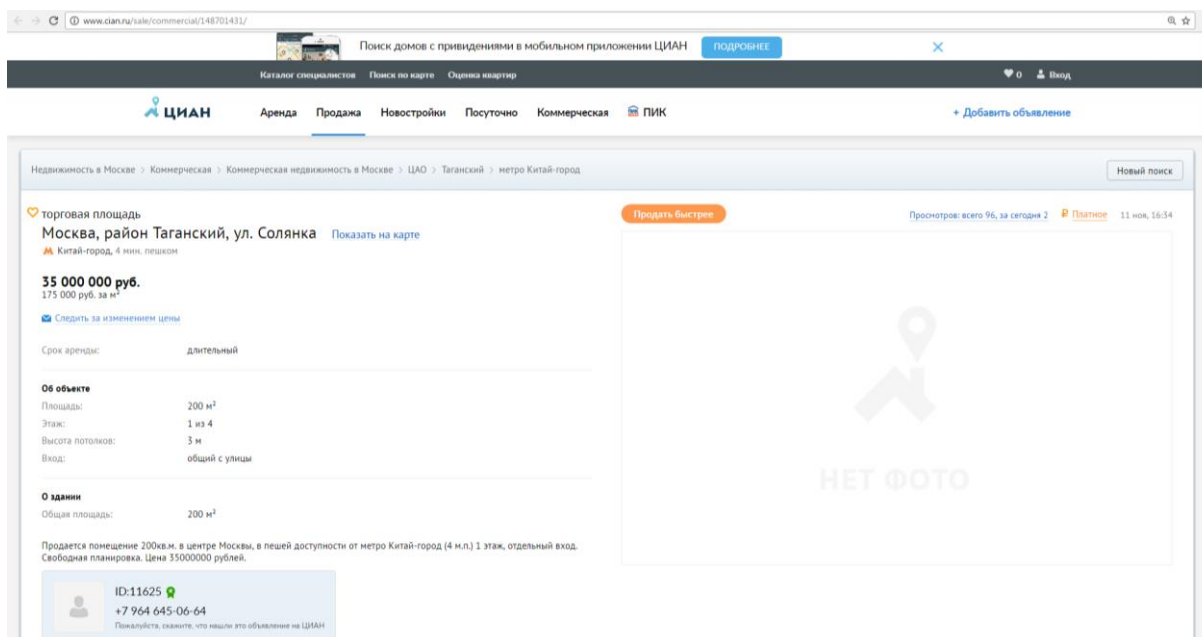 www.cian.ru/sale/commercial/148701431/
Поиск домов с привидениями в мобильном приложении ЦИАН
ПОДРОБНЕЕ
Каталог специалистов Поиск по карте Оценка квартир
0 Вход
ЦИАН Аренда Продажа Новостройки Посуточно Коммерческая ПИК + Добавить объявление
Недвижимость в Москве > Коммерческая > Коммерческая недвижимость в Москве > ЦАО > Таганский > метро Китай-город
Новый поиск
торговая площадь
Москва, район Таганский, ул. Солянка Показать на карте
Китай-город, 4 мин. пешком
35 000 000 руб.
175 000 руб. за м²
Следить за изменением цены
Срок аренды: длительный
Об объекте
Площадь: 200 м²
Этаж: 1 из 4
Высота потолков: 3 м
Вход: общий с улицы
О здании
Общая площадь: 200 м²
Продается помещение 200кв.м. в центре Москвы, в пешей доступности от метро Китай-город (4 м.п.) 1 этаж, отдельный вход.
Свободная планировка. Цена 35000000 рублей.
ID:11625
+7 964 645-06-64
Пожалуйста, скажите, что нашли это объявление на ЦИАН
Продать быстрее
Просмотров: всего 96, за сегодня 2 Платное 11 ноя, 16:34
НЕТ ФОТО